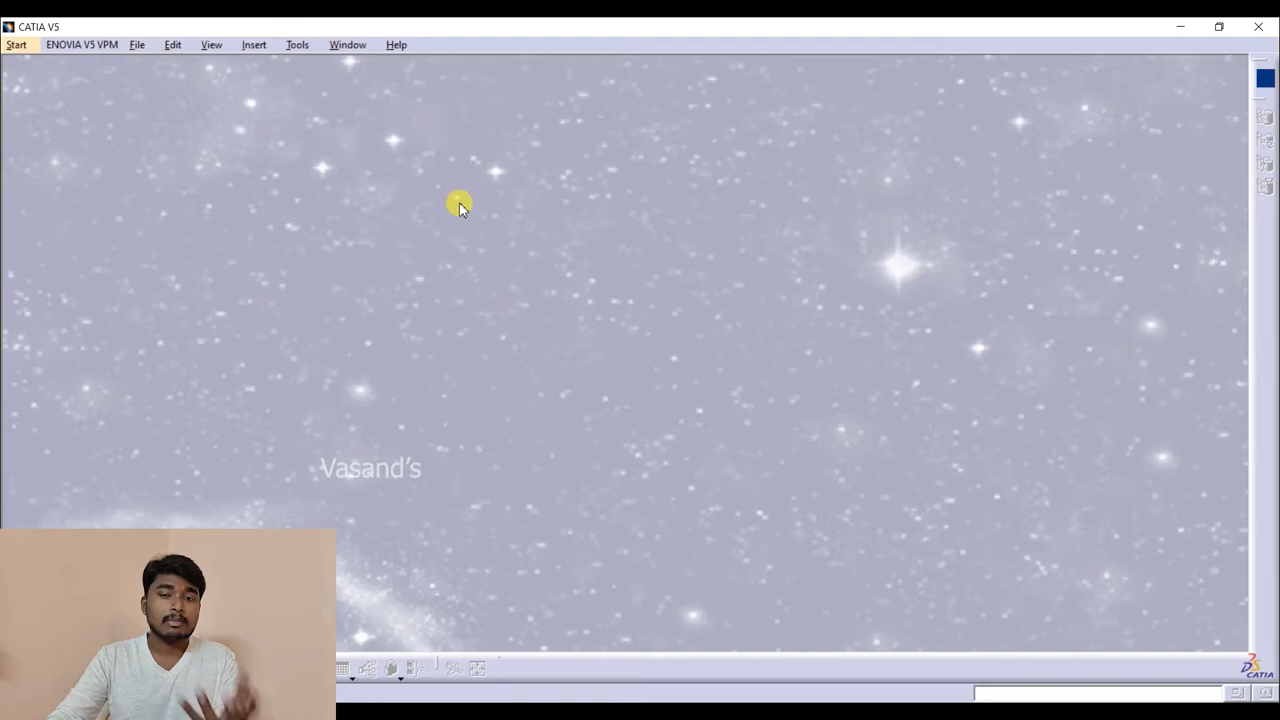 CATIA V5
Start ENOVIA V5 VPM File Edit View Insert Tools Window Help
Vasand's
CATIA